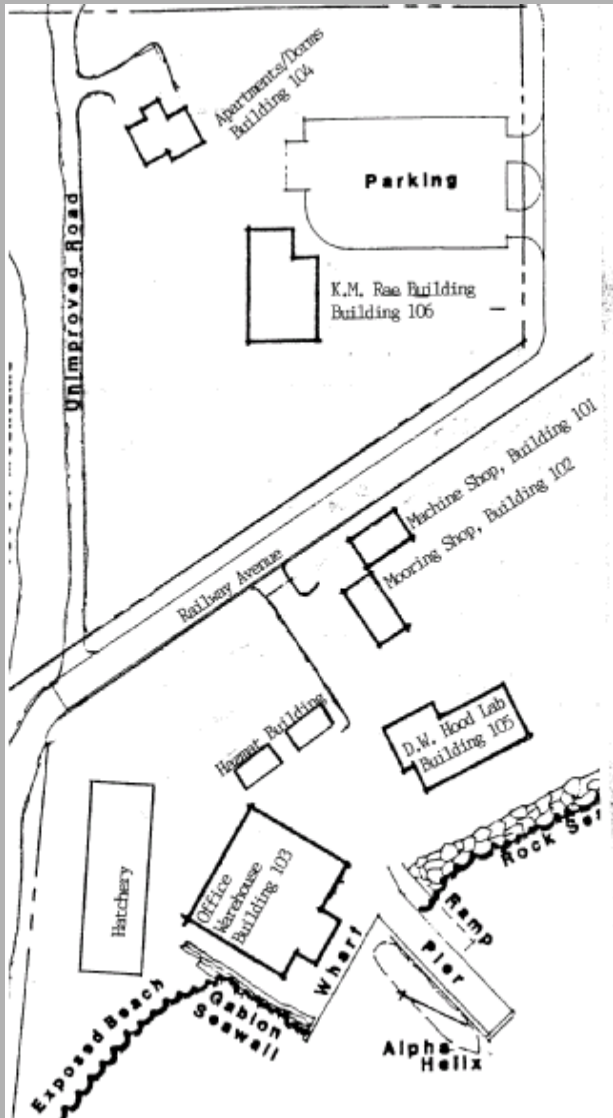 Apartments/Dorms
Building 104
Parking
Unimproved Road
K.M. Rae Building
Building 106
Machine Shop, Building 101
Mooring Shop, Building 102
Railway Avenue
Hazmat Building
D.W. Hood Lab
Building 105
Rock
Hatchery
Office
Warehouse
Building 103
Ramp
Wharf
Pier
Exposed Beach
Gabion
Seawall
Alpha
Helix